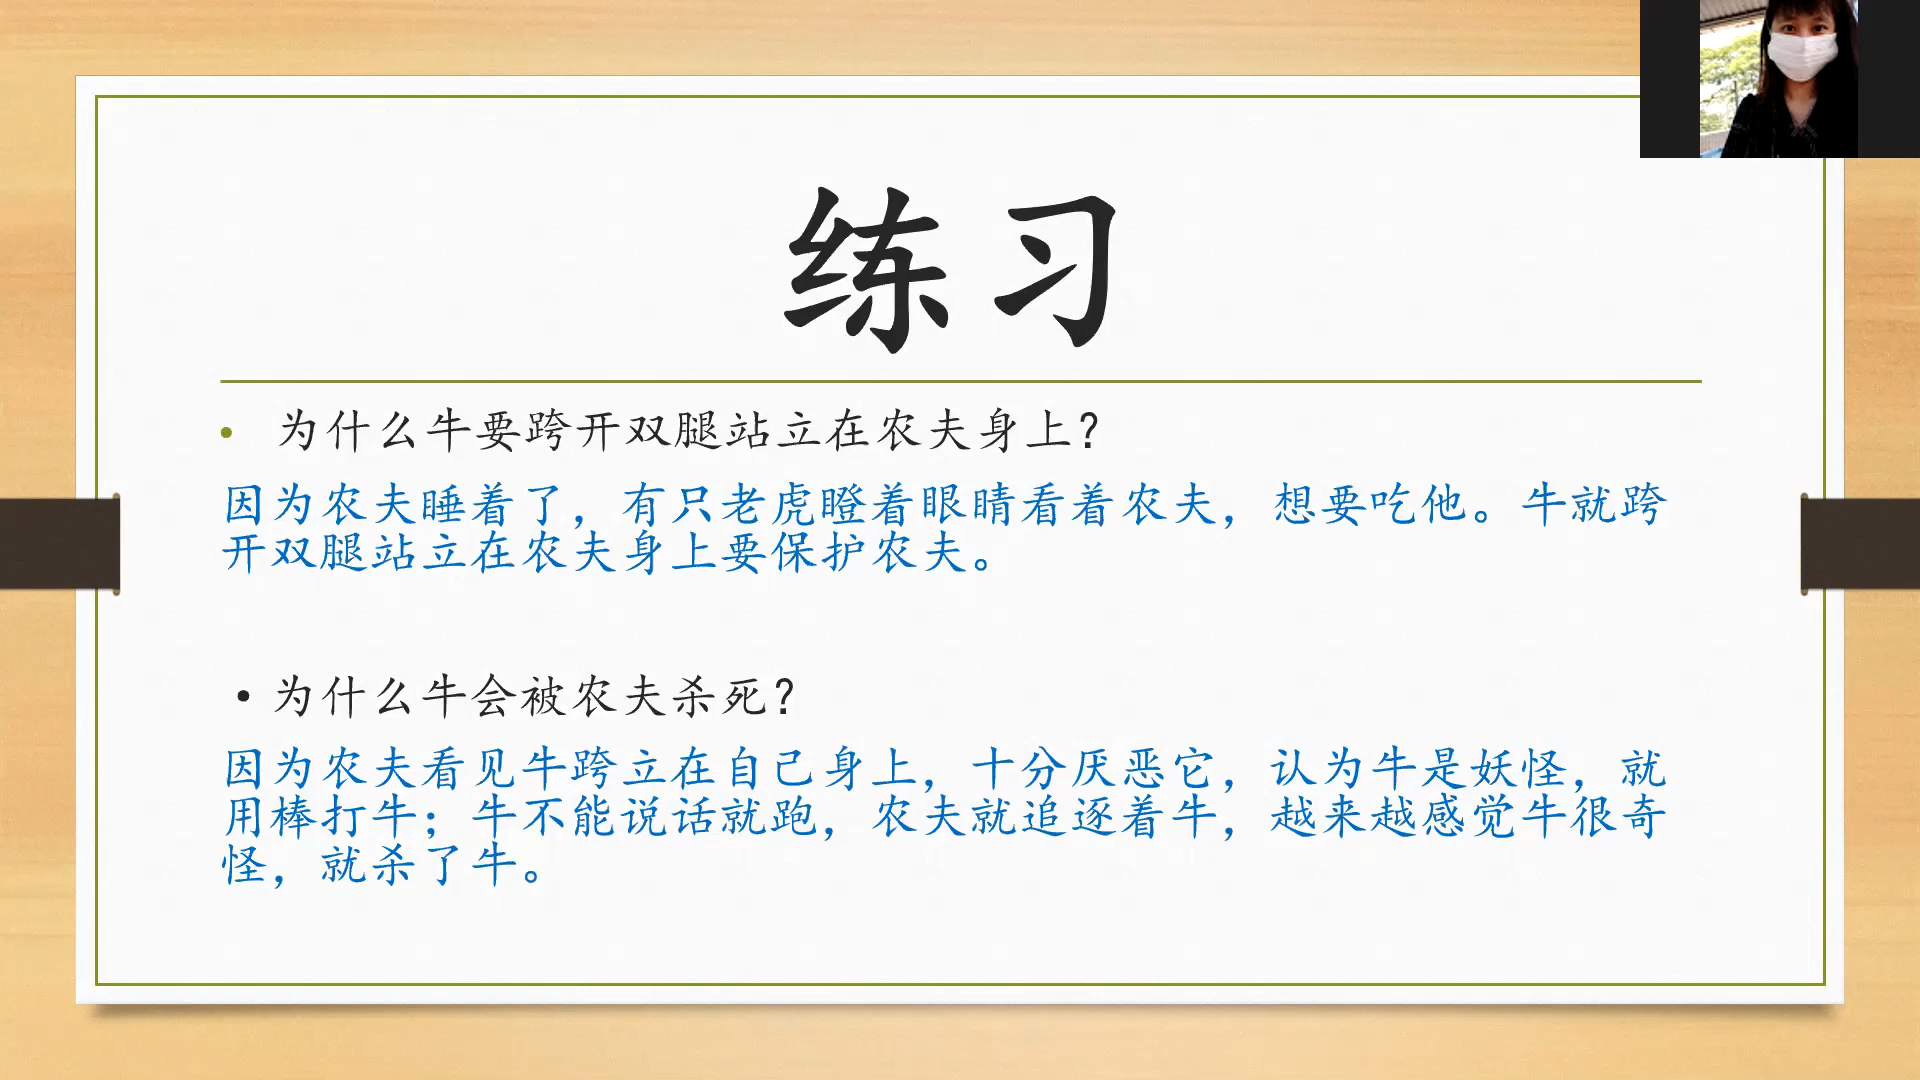 练习
• 为什么牛要跨开双腿站立在农夫身上？
因为农夫睡着了，有只老虎瞪着眼睛看着农夫，想要吃他。牛就跨
开双腿站立在农夫身上要保护农夫。
• 为什么牛会被农夫杀死？
因为农夫看见牛跨立在自己身上，十分厌恶它，认为牛是妖怪，就
用棒打牛；牛不能说话就跑，农夫就追逐着牛，越来越感觉牛很奇
怪，就杀了牛。